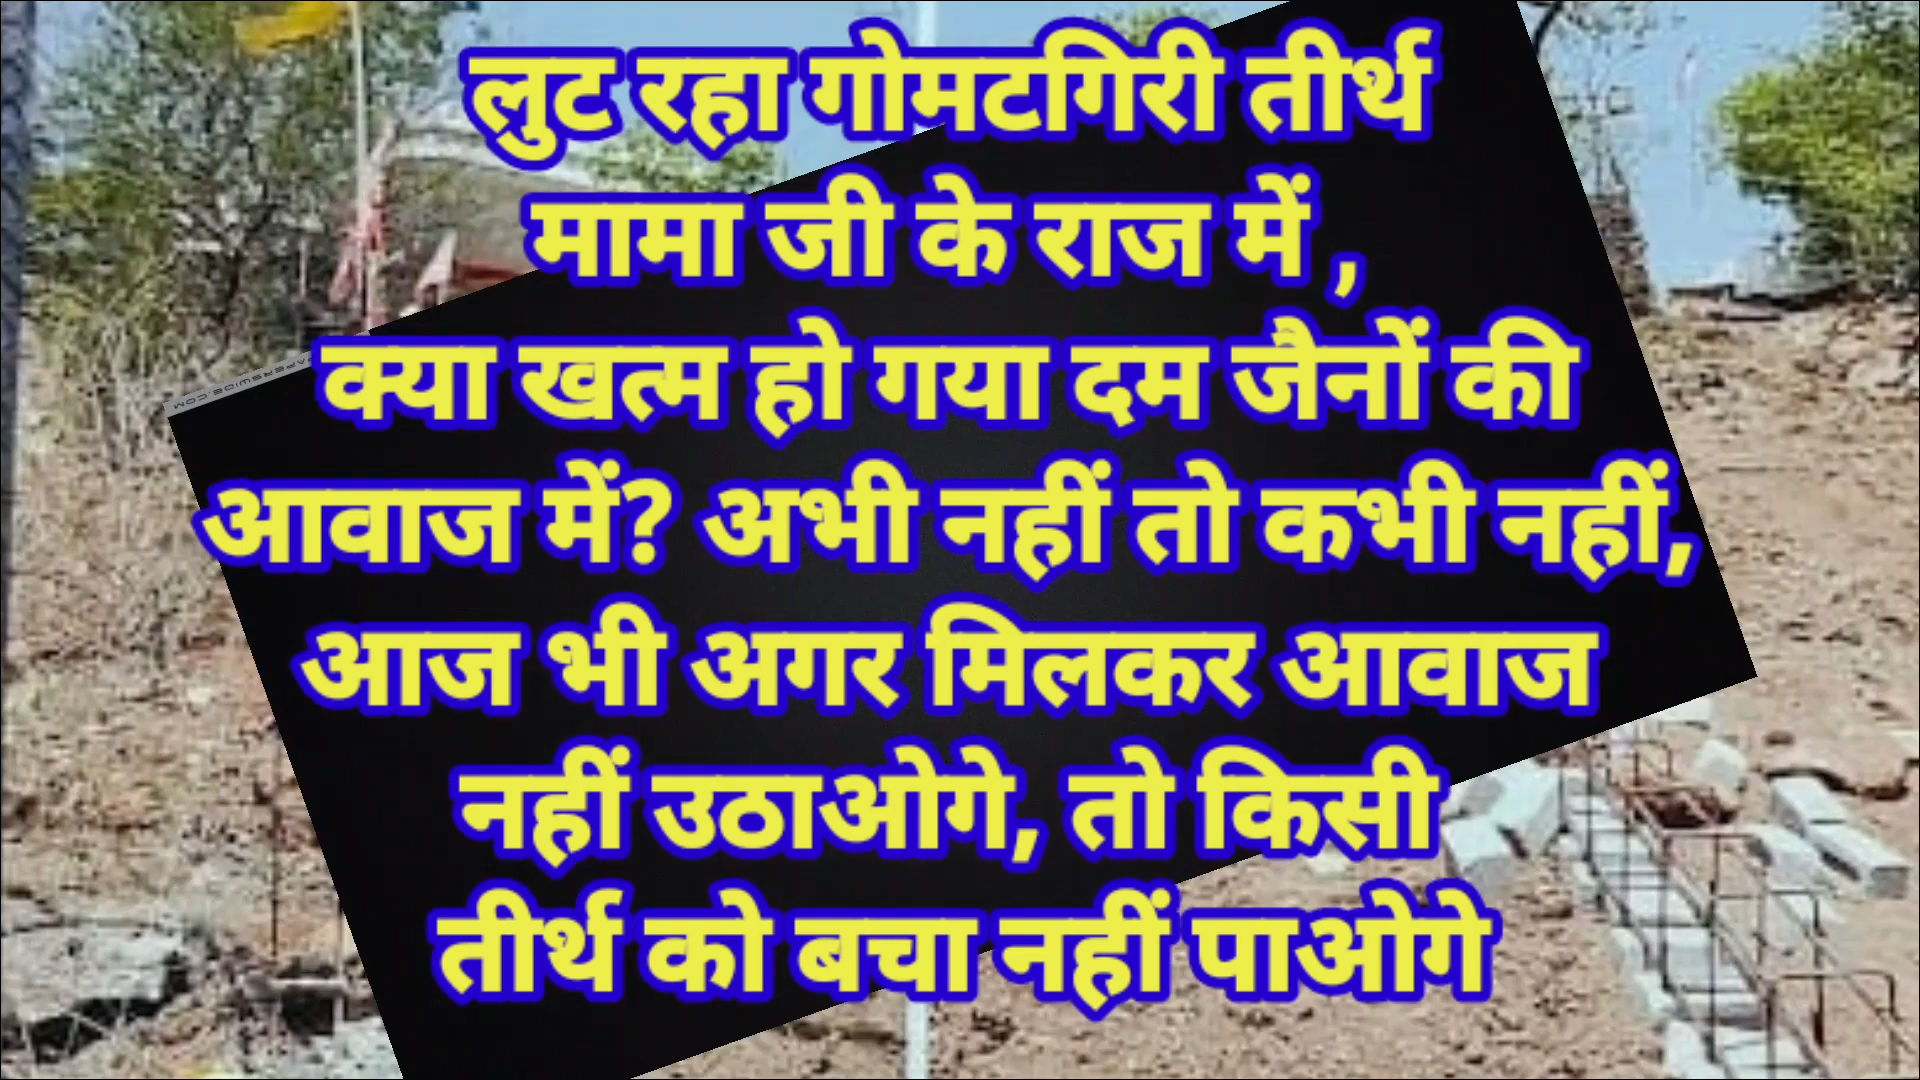 लुट रहा गोमटगिरी तीर्थ
मामा जी के राज में ,
क्या खत्म हो गया दम जैनों की
आवाज में? अभी नहीं तो कभी नहीं,
आज भी अगर मिलकर आवाज
नहीं उठाओगे, तो किसी
तीर्थ को बचा नहीं पाओगे